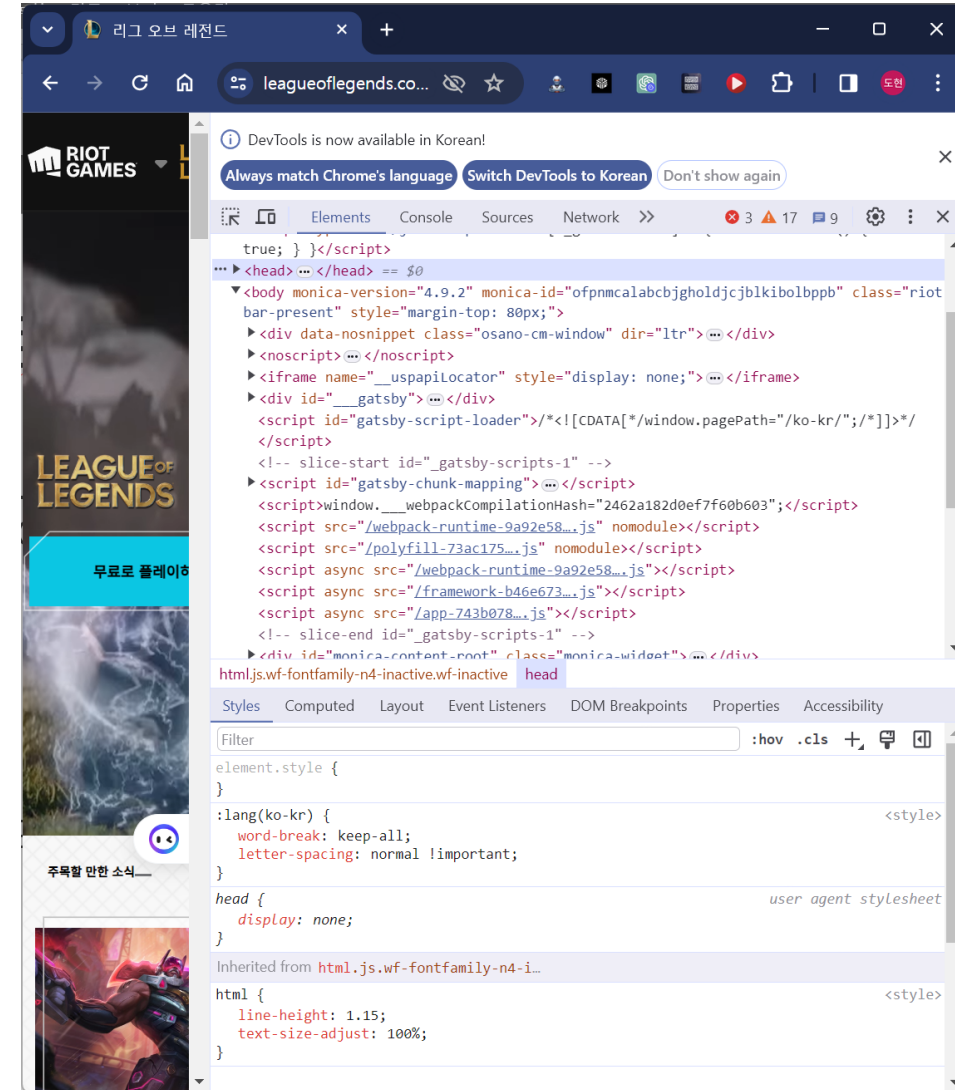 리그 오브 레전드
leagueoflegends.co...
도현
RIOT
GAMES
DevTools is now available in Korean!
Always match Chrome's language
Switch DevTools to Korean
Don't show again
Elements Console Sources Network 3 17 9
true; } }</script>
<head> … </head> == $0
<body monica-version="4.9.2" monica-id="ofpnmcalabcbjgholdjcjblkibolbppb" class="riot
bar-present" style="margin-top: 80px;">
<div data-nosnippet class="osano-cm-window" dir="ltr"> … </div>
<noscript> … </noscript>
<iframe name="__uspapiLocator" style="display: none;"> … </iframe>
<div id="___gatsby"> … </div>
<script id="gatsby-script-loader">/*<![CDATA[*/window.pagePath="/ko-kr/";/*]]>*/
</script>
<!-- slice-start id="_gatsby-scripts-1" -->
<script id="gatsby-chunk-mapping"> … </script>
<script>window.___webpackCompilationHash="2462a182d0ef7f60b603";</script>
<script src="/webpack-runtime-9a92e58….js" nomodule></script>
<script src="/polyfill-73ac175….js" nomodule></script>
<script async src="/webpack-runtime-9a92e58….js"></script>
<script async src="/framework-b46e673….js"></script>
<script async src="/app-743b078….js"></script>
<!-- slice-end id="_gatsby-scripts-1" -->
<div id="monica-content-root" class="monica-widget"> … </div>
LEAGUE OF
LEGENDS
무료로 플레이하
주목할 만한 소식
html.js.wf-fontfamily-n4-inactive.wf-inactive head
Styles Computed Layout Event Listeners DOM Breakpoints Properties Accessibility
Filter :hov .cls
element.style {
}
:lang(ko-kr) { <style>
word-break: keep-all;
letter-spacing: normal !important;
}
head { user agent stylesheet
display: none;
}
Inherited from html.js.wf-fontfamily-n4-i…
html { <style>
line-height: 1.15;
text-size-adjust: 100%;
}